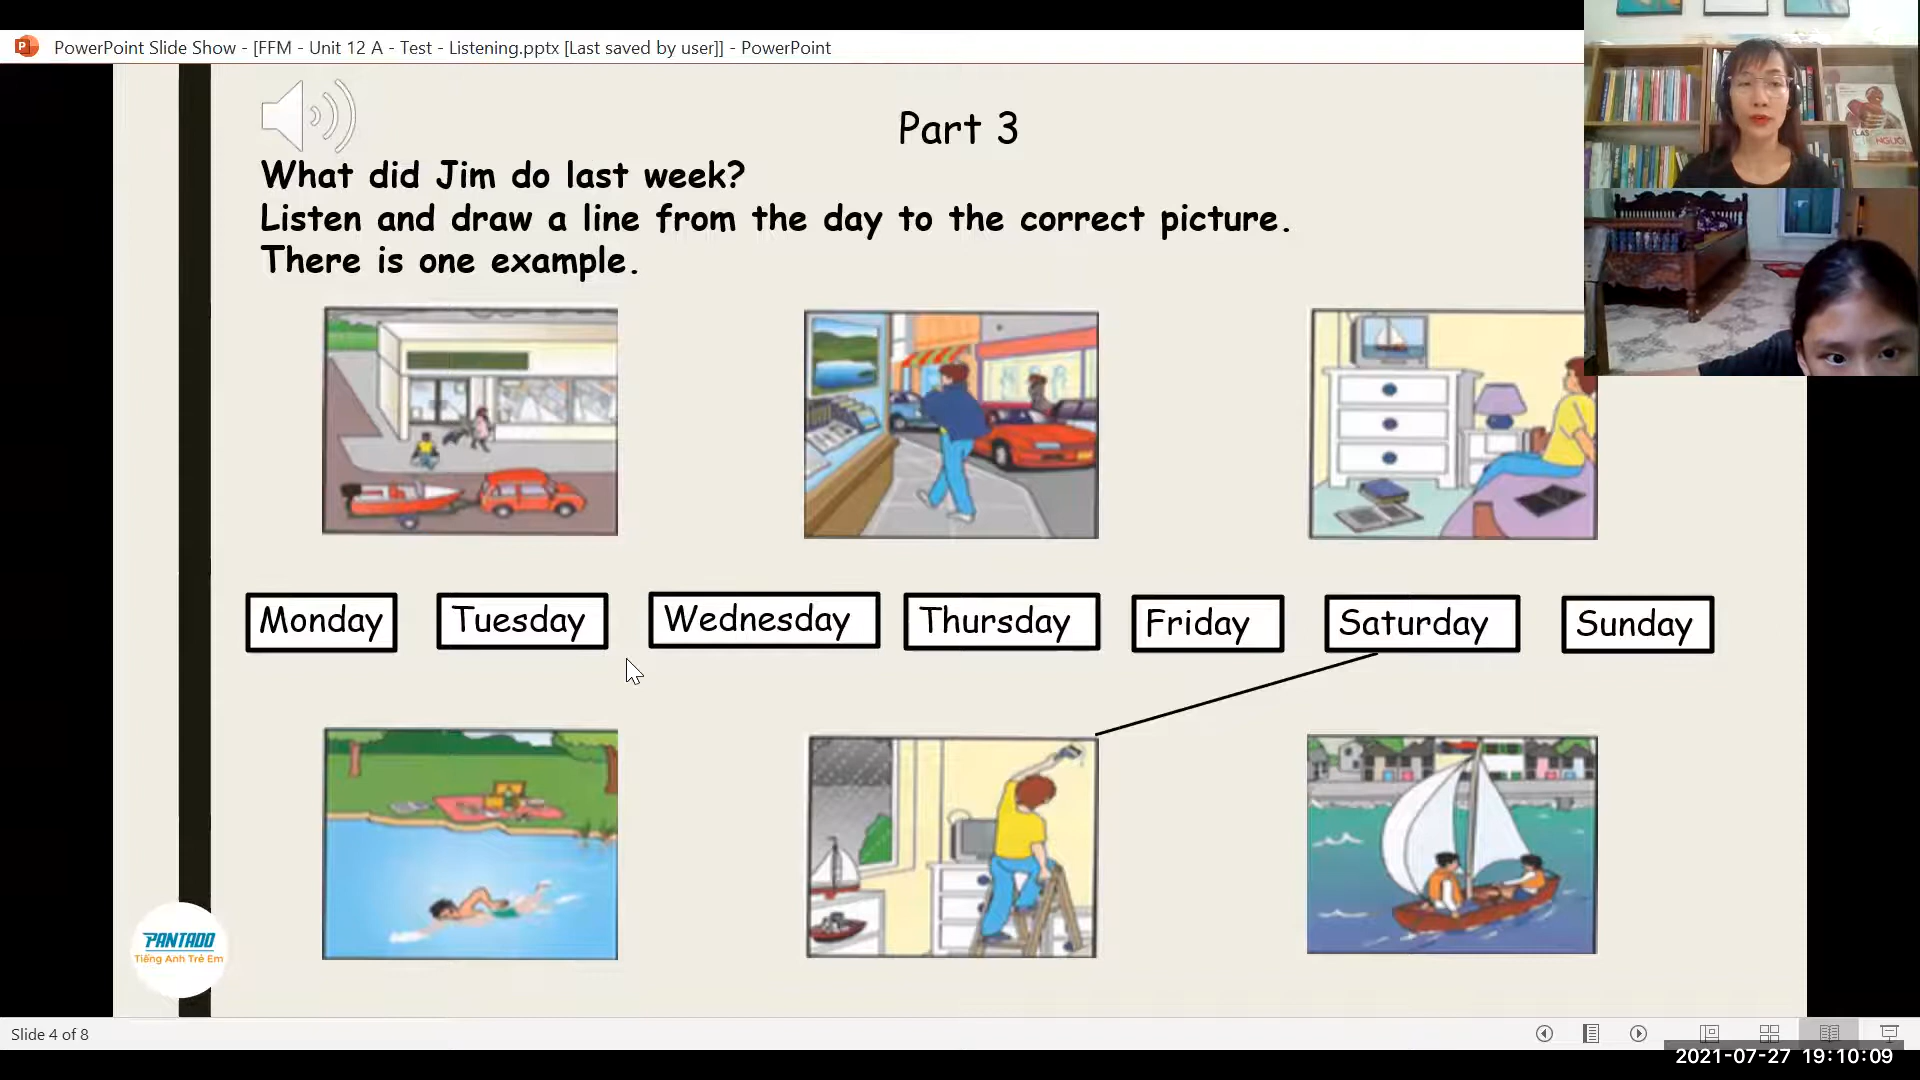 PowerPoint Slide Show - [FFM - Unit 12 A - Test - Listening.pptx [Last saved by user]] - PowerPoint
Part 3
What did Jim do last week?
Listen and draw a line from the day to the correct picture.
There is one example.
Monday
Tuesday
Wednesday
Thursday
Friday
Saturday
Sunday
PANTADO
Tiếng Anh Trẻ Em
Slide 4 of 8
2021-07-27 19:10:09